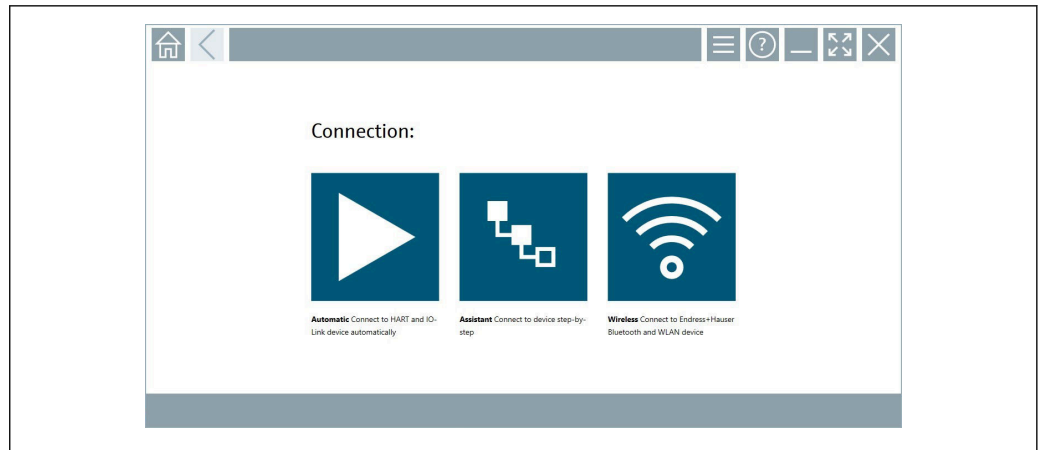 Connection:
Automatic Connect to HART and IO-
Link device automatically
Assistant Connect to device step-by-
step
Wireless Connect to Endress+Hauser
Bluetooth and WLAN device